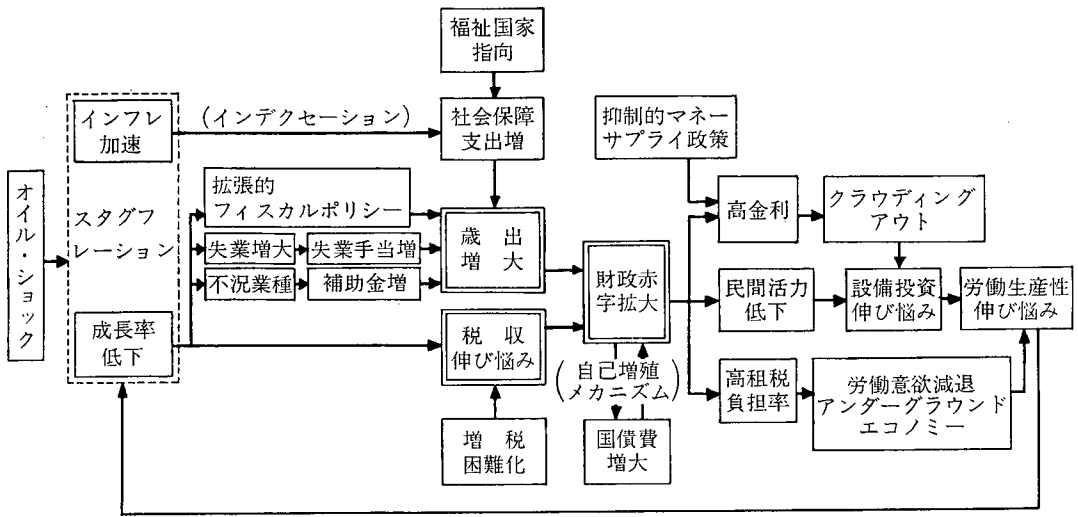 福祉国家
指向
インフレ
加速
(インデクセーション)
社会保障
支出増
抑制的マネー
サプライ政策
オイル・ショック
スタグフ
レーション
拡張的
フィスカルポリシー
失業増大
失業手当増
不況業種
補助金増
歳出
増大
高金利
クラウディング
アウト
財政赤
字拡大
民間活力
低下
設備投資
伸び悩み
労働生産性
伸び悩み
成長率
低下
税収
伸び悩み
(自己増殖
メカニズム)
高租税
負担率
労働意欲減退
アンダーグラウンド
エコノミー
増税
困難化
国債費
増大